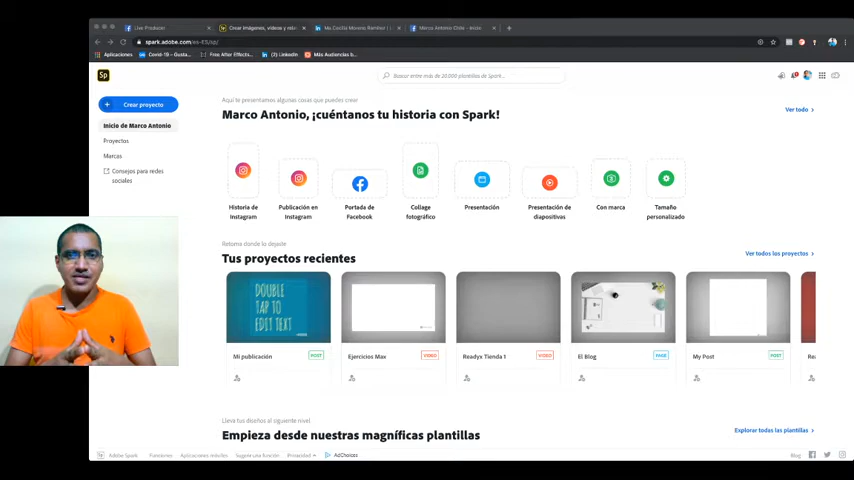 Live Producer
Crear imágenes, videos y
Ma Cecilia Moreno Ramírez |
Marco Antonio Chile - Inicio
spark.adobe.com/es-ES/sp/
Aplicaciones
Covid-19 – Gusta...
Free After Effects...
(2) LinkedIn
Más Audiencias b...
Sp
Buscar entre más de 20.000 plantillas de Spark...
Crear proyecto
Inicio de Marco Antonio
Proyectos
Marcas
Consejos para redes
sociales
Aquí te presentamos algunas cosas que puedes crear
Ver todo
Marco Antonio, ¡cuéntanos tu historia con Spark!
Historia de
Instagram
Publicación en
Instagram
Portada de
Facebook
Collage
fotográfico
Presentación
Presentación de
diapositivas
Con marca
Tamaño
personalizado
Retoma donde lo dejaste
Tus proyectos recientes
Ver todos los proyectos
DOUBLE
TAP TO
EDIT TEXT
Mi publicación
POST
Ejercicios Max
VIDEO
Readyx Tienda 1
VIDEO
El Blog
PAGE
My Post
POST
Lleva tus diseños al siguiente nivel
Empieza desde nuestras magníficas plantillas
Explorar todas las plantillas
Adobe Spark
Funciones
Aplicaciones móviles
Sugerir una función
Privacidad
AdChoices
Blog